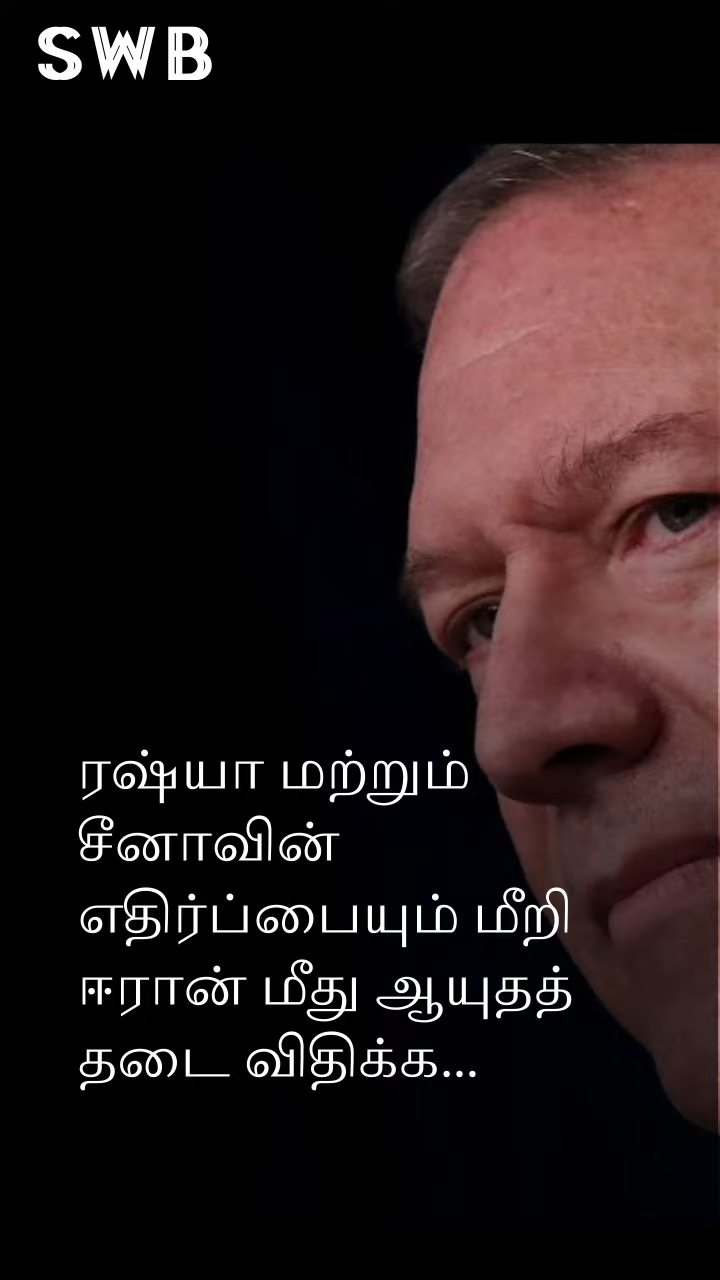 SWB
ரஷ்யா மற்றும்
சீனாவின்
எதிர்ப்பையும் மீறி
ஈரான் மீது ஆயுதத்
தடை விதிக்க...